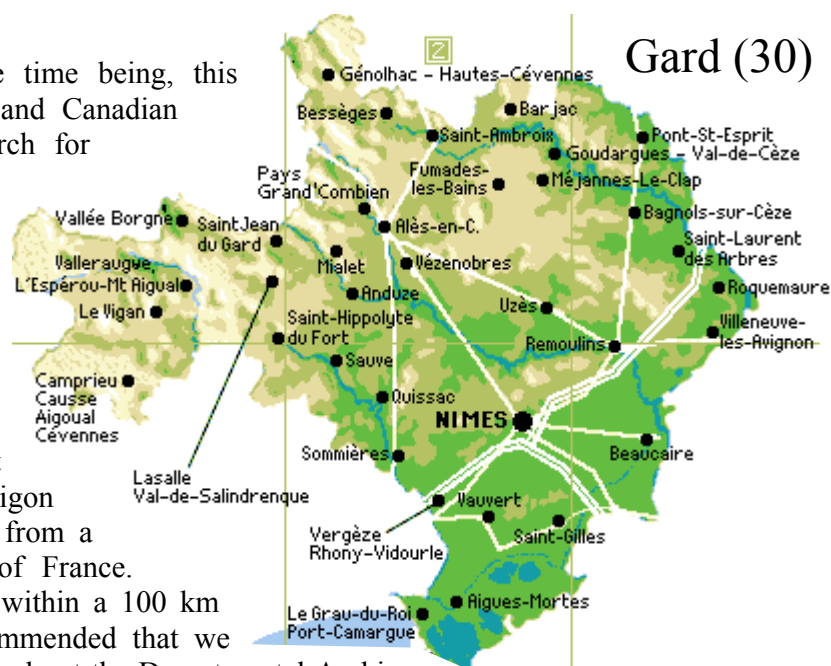 Gard (30)
time being, this
and Canadian
rch for
2
Génolhac – Hautes-Cévennes
Bessèges
Barjac
Saint-Ambroix
Pont-St-Esprit
Goudargues – Val-de-Cèze
Pays
Grand'Combien
Fumades-
les-Bains
Méjannes-Le-Clap
Vallée Borgne
Saint Jean
du Gard
Alès-en-C.
Bagnols-sur-Cèze
Mialet
Vézenobres
Saint-Laurent
des Arbres
Valleraugue,
L'Espérou-Mt Aigual
Anduze
Roquemaure
Le Vigan
Uzès
Saint-Hippolyte
du Fort
Villeneuve-
les-Avignon
Remoulins
Sauve
Camprieu
Causse
Aigoual
Cévennes
Quissac
NIMES
Sommières
Beaucaire
Lasalle
Val-de-Salindrenque
igon
from a
of France.
within a 100 km
mmended that we
Vauvert
Vergèze
Rhony-Vidourle
Saint-Gilles
Aigues-Mortes
Le Grau-du-Roi
Port-Camargue